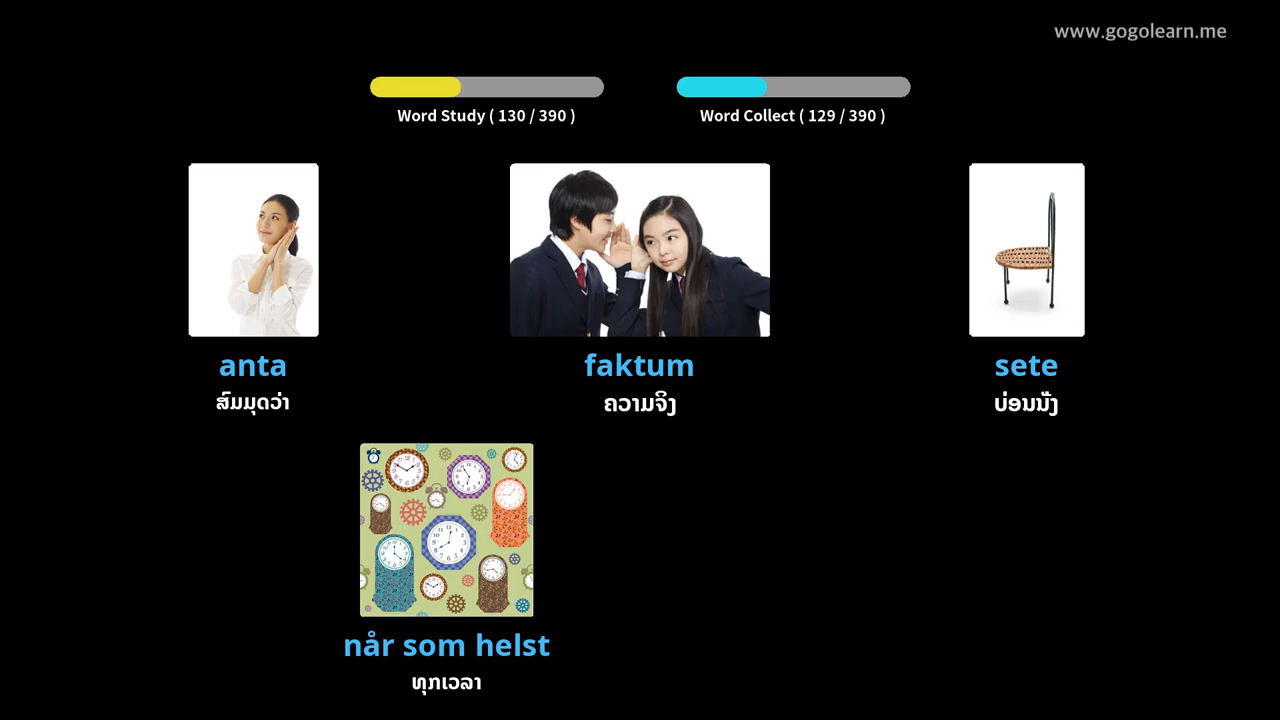 www.gogolearn.me
Word Study ( 130 / 390 )
Word Collect ( 129 / 390 )
anta
faktum
sete
ສົມມຸດວ່າ
ຄວາມຈິງ
ບ່ອນນັ່ງ
når som helst
ທຸກເວລາ